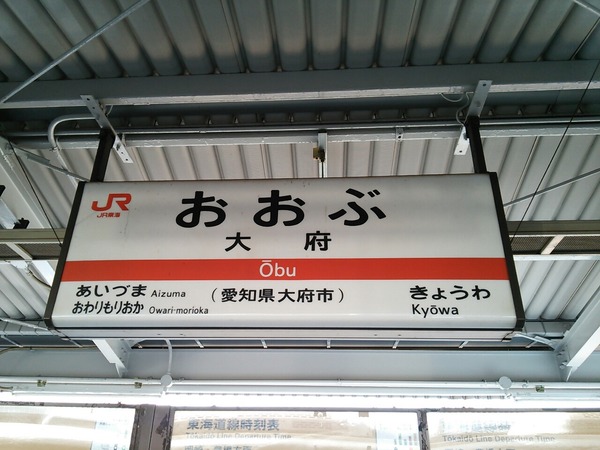 JR
JR東海
おおぶ
大府
Ōbu
あいづま Aizuma
おわりもりおか Owari-morioka
(愛知県大府市)
きょうわ
Kyōwa
東海道線時刻表
Tōkaidō Line Departure Time
Tōkaidō Line Departure Time